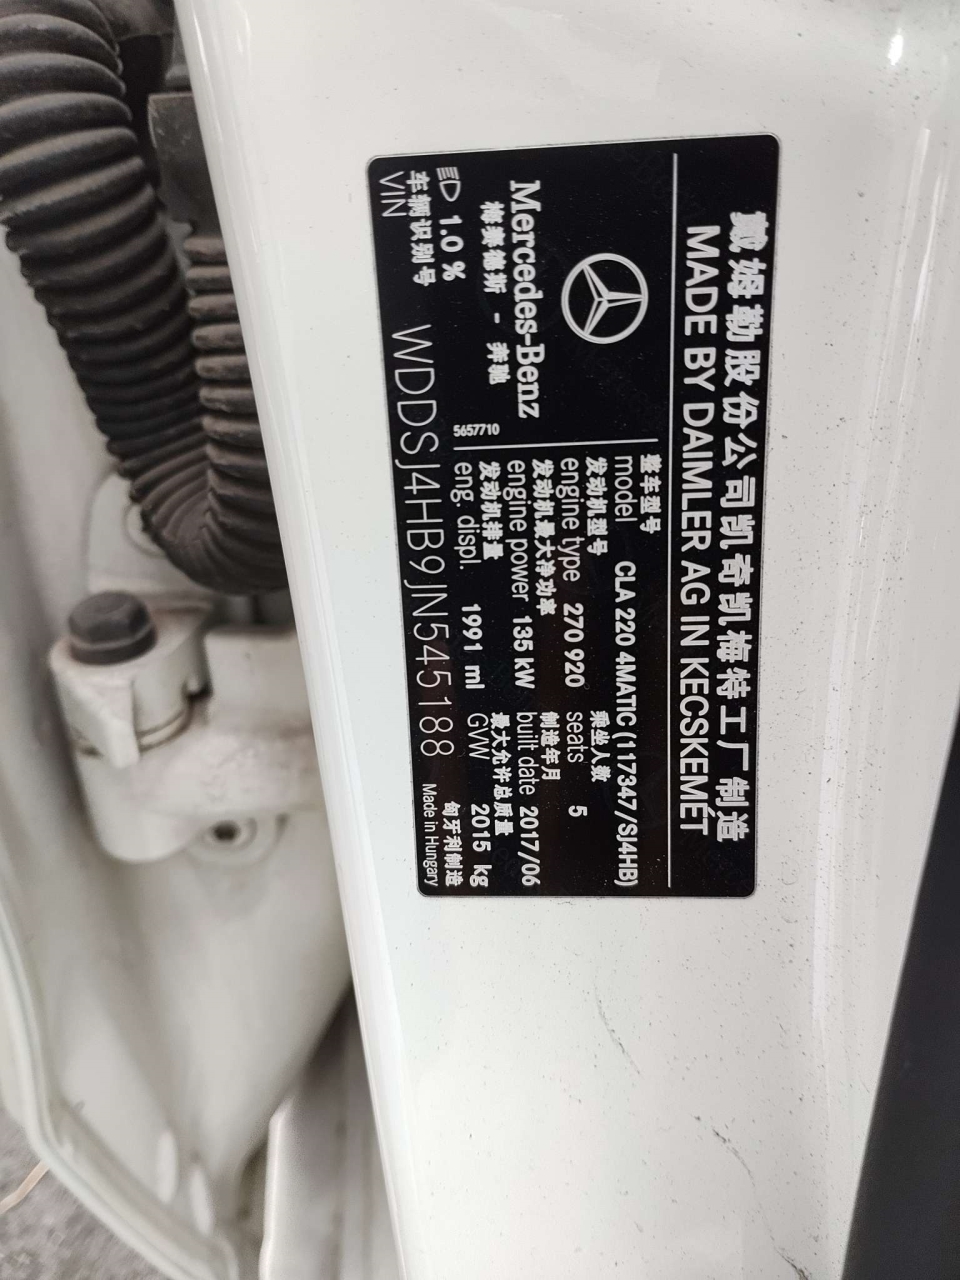 戴姆勒股份公司凯奇凯梅特工厂制造
MADE BY DAIMLER AG IN KECSKEMÉT
Mercedes-Benz
梅赛德斯 - 奔驰
5657710
整车型号
model CLA 220 4MATIC (117347/SJ4HB)
发动机型号 乘坐人数
engine type 270 920 seats 5
发动机最大净功率 制造年月
engine power 135 kW built date 2017/06
发动机排量 最大允许总质量
eng. displ. 1991 ml GVW 2015 kg
1.0 %
匈牙利制造
车辆识别号
VIN WDDSJ4HB9JN545188 Made in Hungary